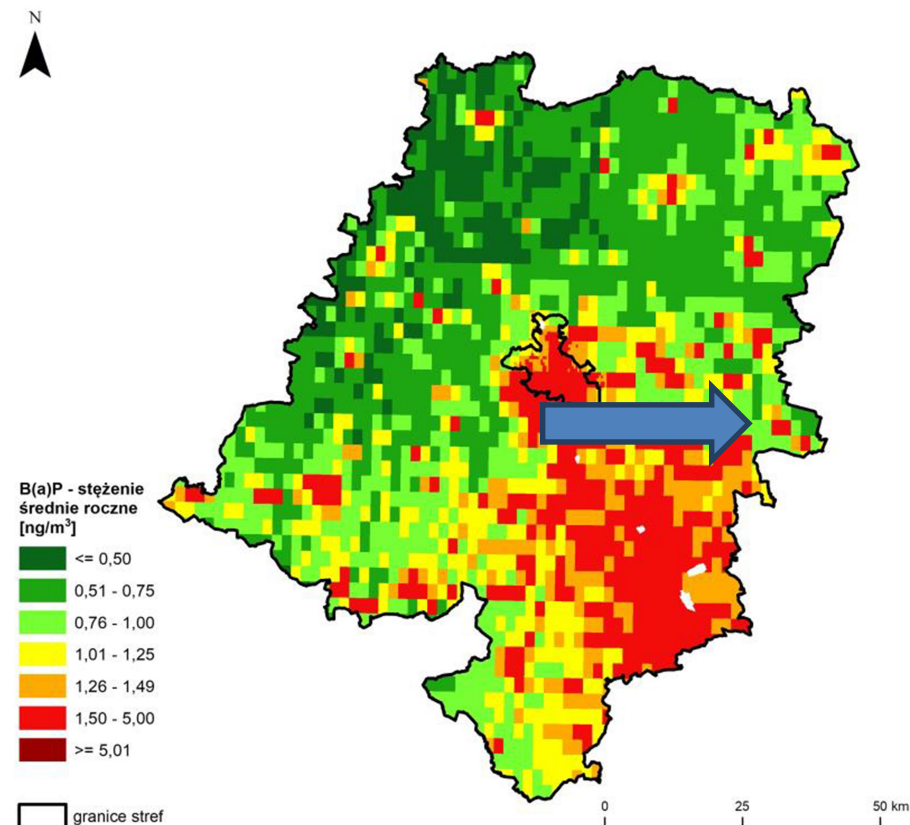 N
B(a)P - stężenie
średnie roczne
[ng/m³]
<= 0,50
0,51 - 0,75
0,76 - 1,00
1,01 - 1,25
1,26 - 1,49
1,50 - 5,00
>= 5,01
granice stref
0 25 50 km